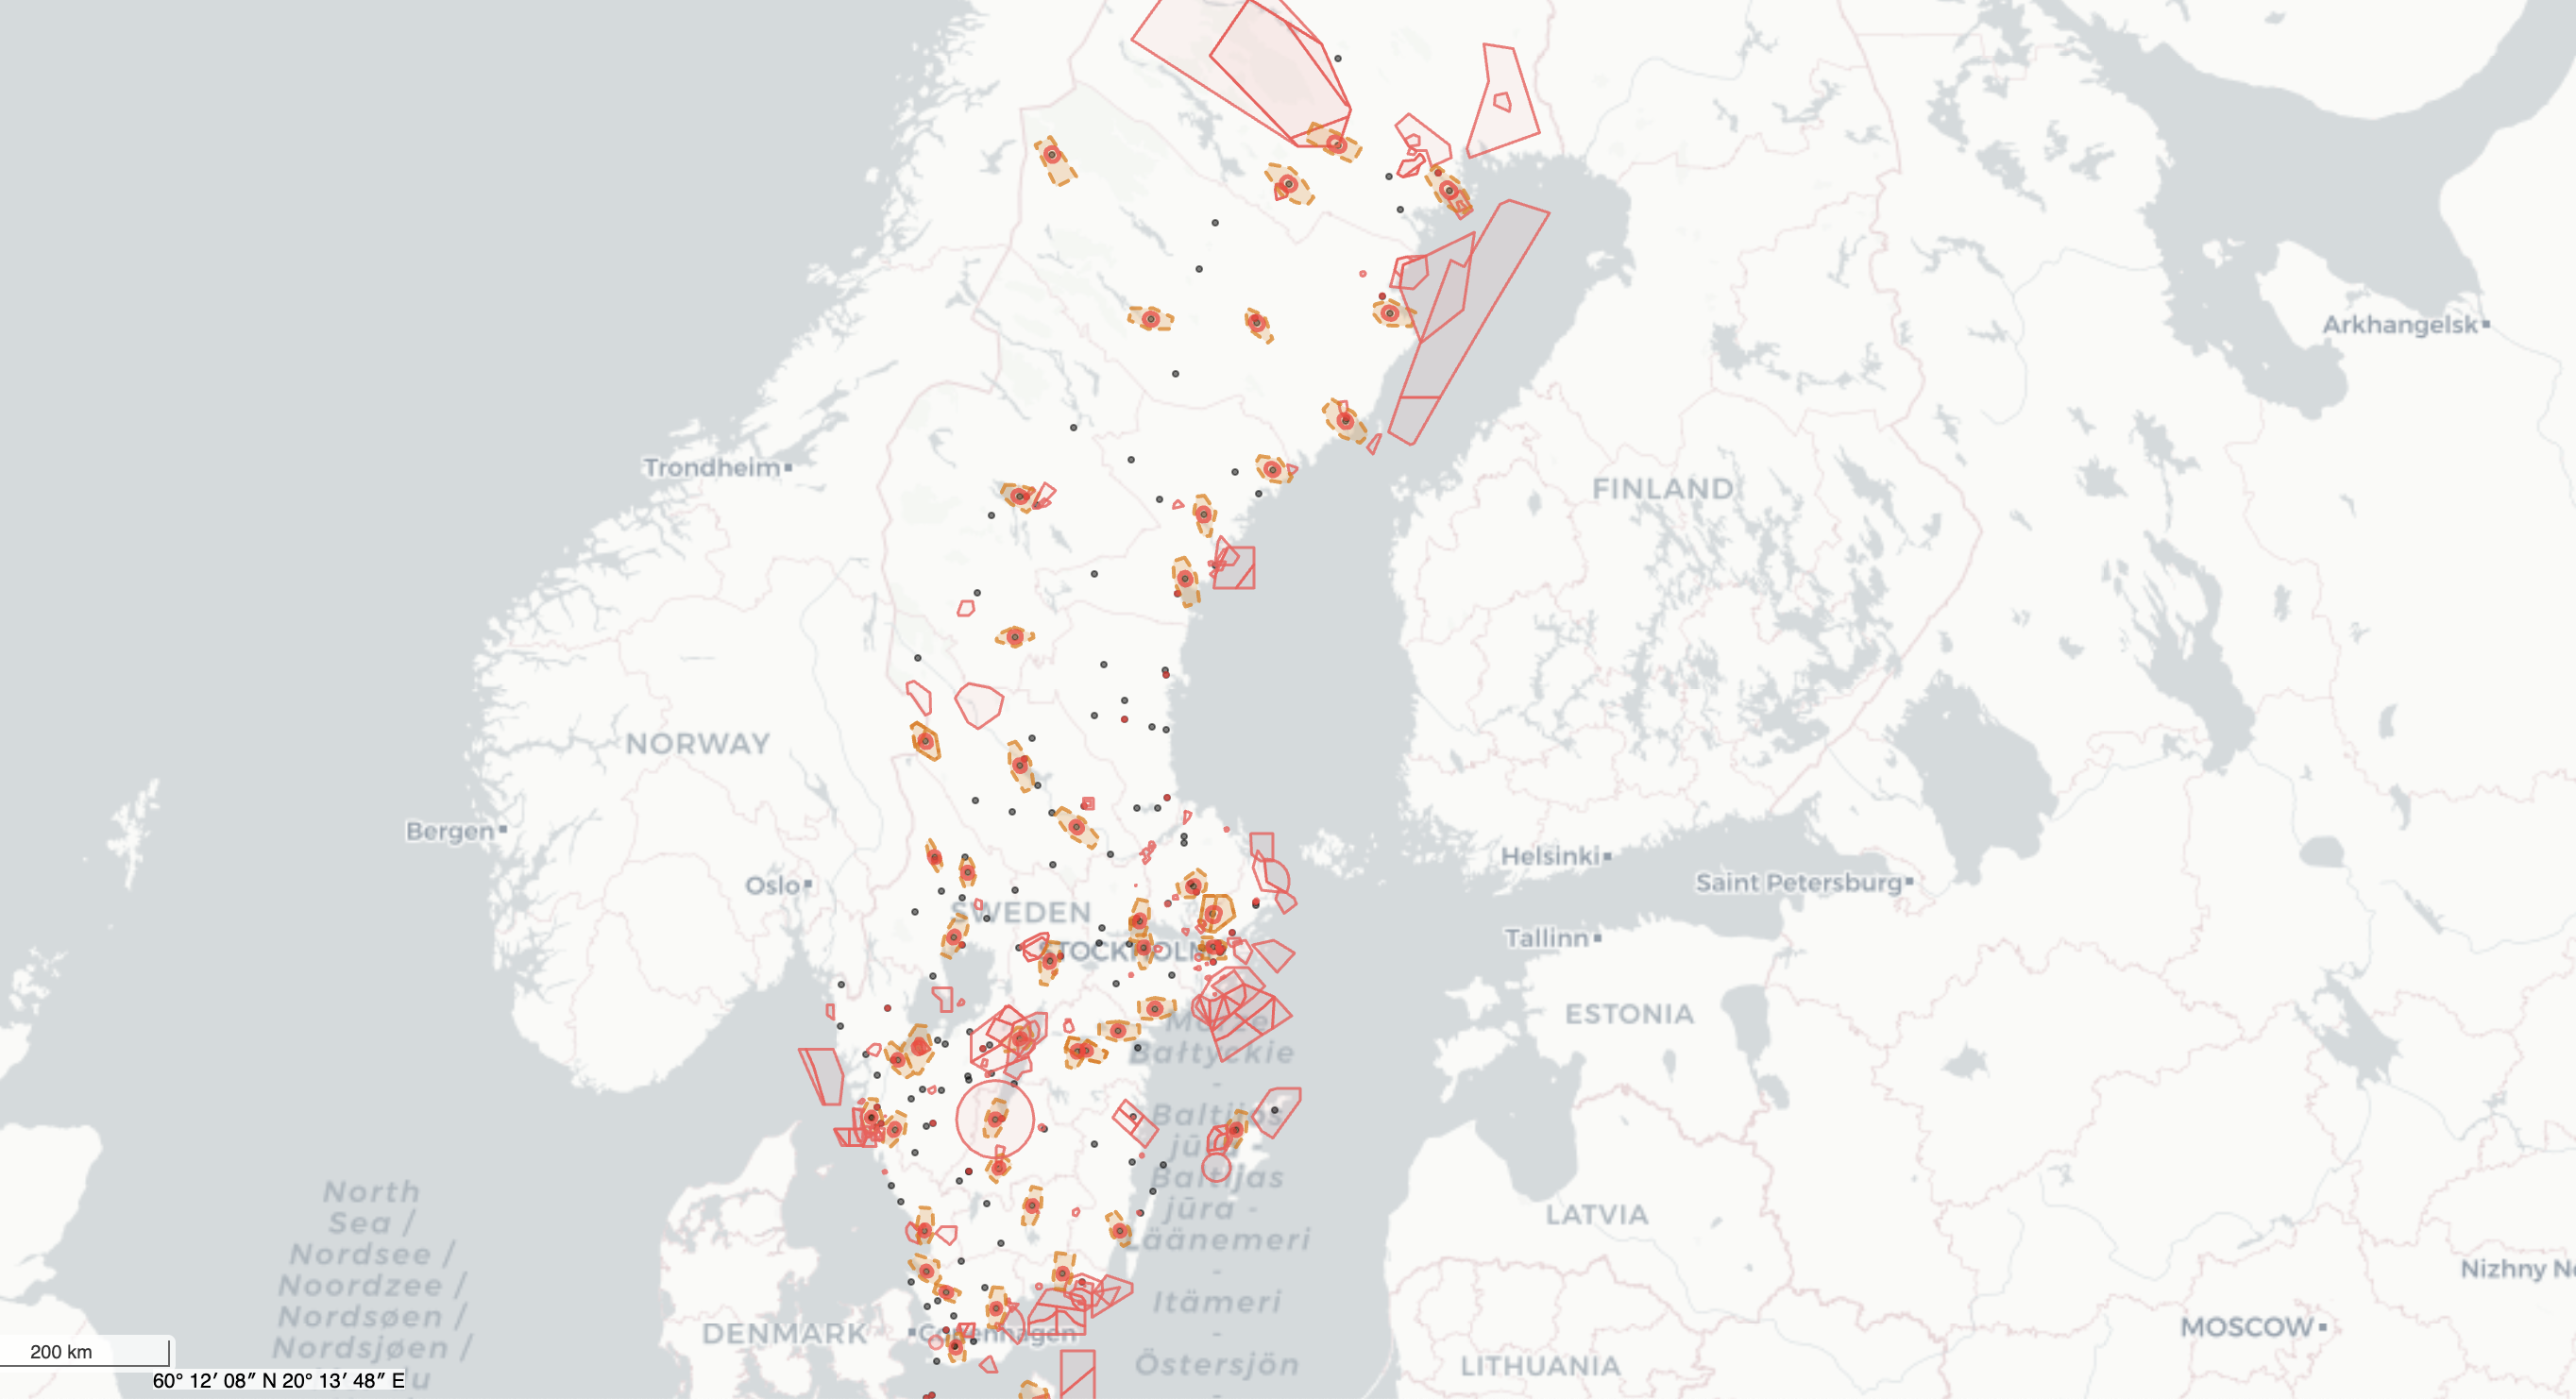 Arkhangelsk
Trondheim
FINLAND
NORWAY
Bergen
Helsinki
Saint Petersburg
Oslo
SWEDEN
Tallinn
STOCKHOLM
ESTONIA
Morze
Bałtyckie
-
Baltijos
jūra -
Baltijas
jūra -
Läänemeri
-
Itämeri
-
Östersjön
-
North
Sea /
Nordsee /
Noordzee /
Nordsøen /
Nordsjøen /
LATVIA
Nizhny No
MOSCOW
DENMARK
Copenhagen
LITHUANIA
200 km
60° 12′ 08″ N 20° 13′ 48″ E